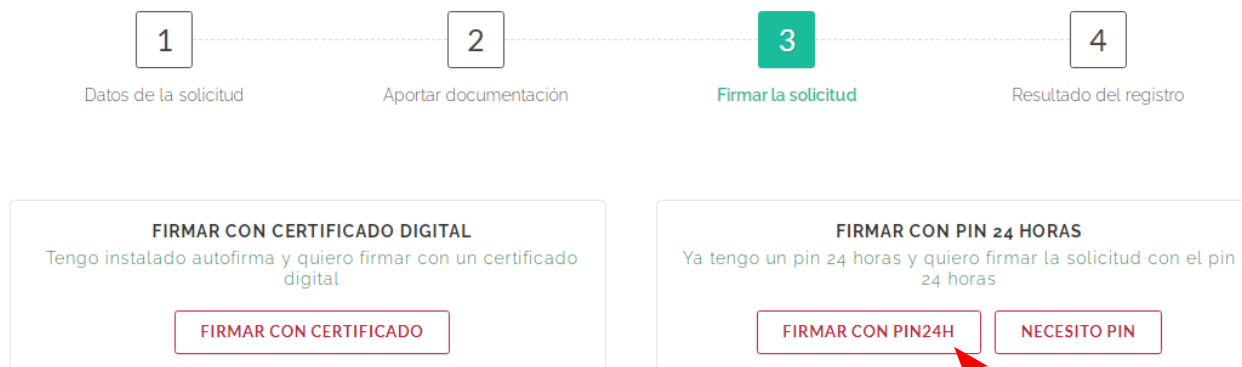 1
2
3
4
Datos de la solicitud
Aportar documentación
Firmar la solicitud
Resultado del registro
FIRMAR CON CERTIFICADO DIGITAL
Tengo instalado autofirma y quiero firmar con un certificado
digital
FIRMAR CON CERTIFICADO
FIRMAR CON PIN 24 HORAS
Ya tengo un pin 24 horas y quiero firmar la solicitud con el pin
24 horas
FIRMAR CON PIN24H
NECESITO PIN